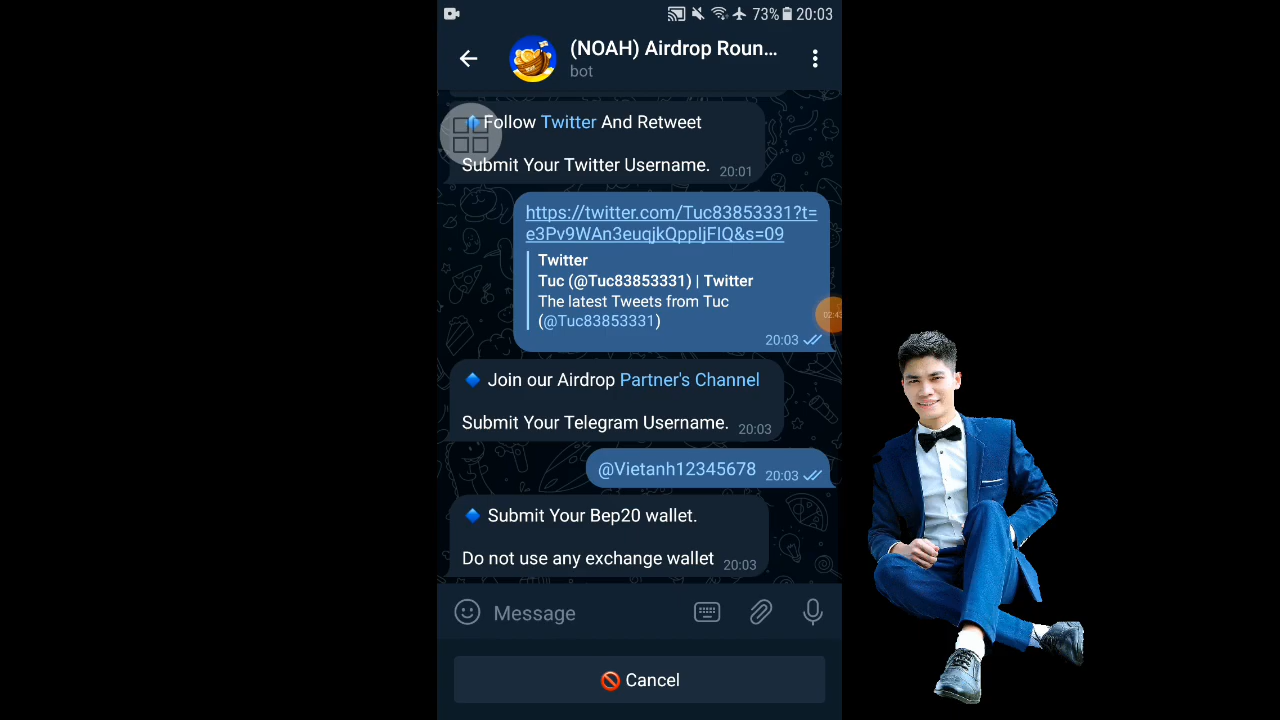 73% 20:03
(NOAH) Airdrop Roun...
bot
Follow Twitter And Retweet
Submit Your Twitter Username. 20:01
https://twitter.com/Tuc83853331?t=
e3Pv9WAn3euqjkQppIjFIQ&s=09
Twitter
Tuc (@Tuc83853331) | Twitter
The latest Tweets from Tuc
(@Tuc83853331)
02:43
20:03
Join our Airdrop Partner's Channel
Submit Your Telegram Username. 20:03
@Vietanh12345678 20:03
Submit Your Bep20 wallet.
Do not use any exchange wallet 20:03
Message
Cancel